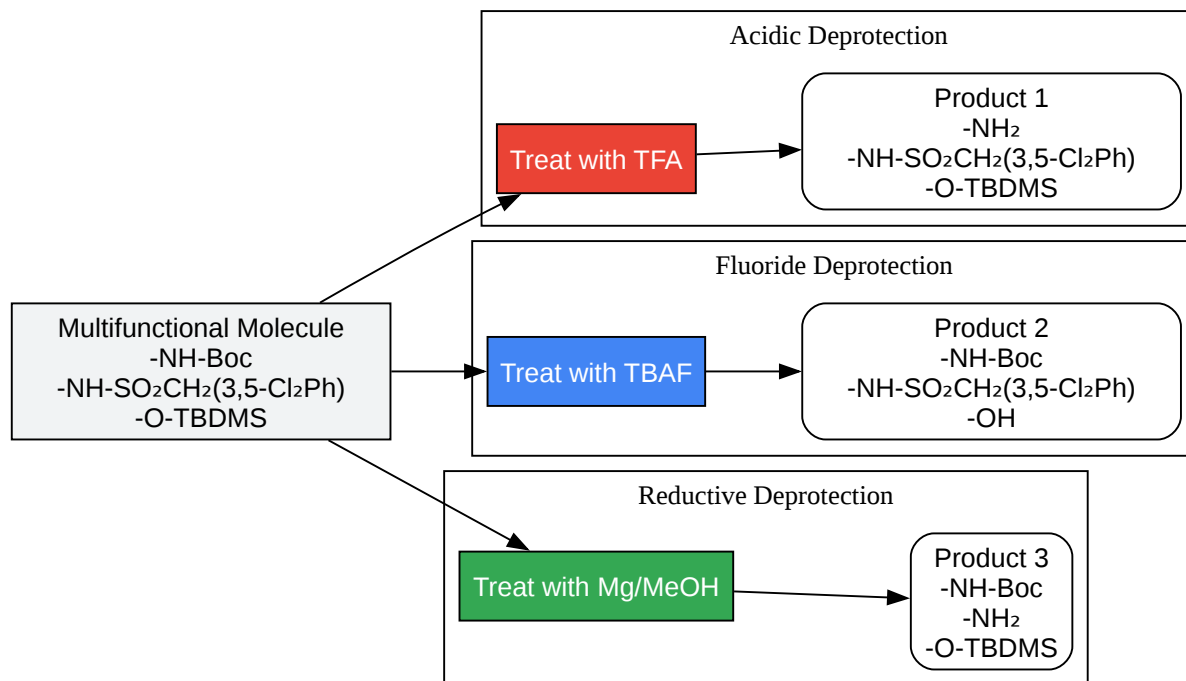 Acidic Deprotection
Treat with TFA
Product 1
-NH₂
-NH-SO₂CH₂(3,5-Cl₂Ph)
-O-TBDMS
Multifunctional Molecule
-NH-Boc
-NH-SO₂CH₂(3,5-Cl₂Ph)
-O-TBDMS
Fluoride Deprotection
Treat with TBAF
Product 2
-NH-Boc
-NH-SO₂CH₂(3,5-Cl₂Ph)
-OH
Reductive Deprotection
Treat with Mg/MeOH
Product 3
-NH-Boc
-NH₂
-O-TBDMS